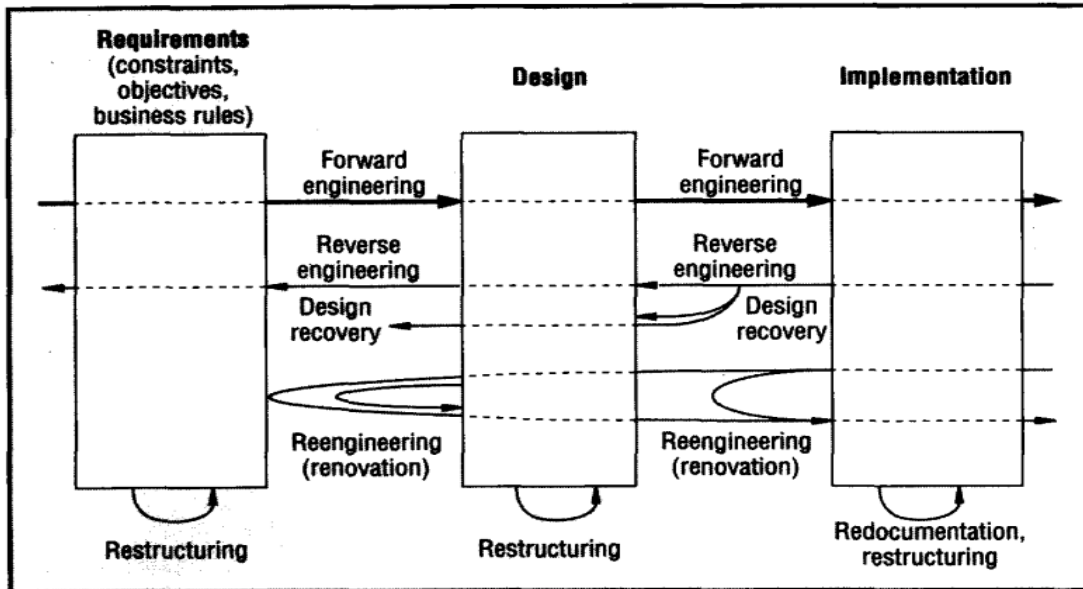 Requirements
(constraints,
objectives,
business rules)
Design
Implementation
Forward
engineering
Forward
engineering
Reverse
engineering
Reverse
engineering
Design
recovery
Design
recovery
Reengineering
(renovation)
Reengineering
(renovation)
Restructuring
Restructuring
Redocumentation,
restructuring